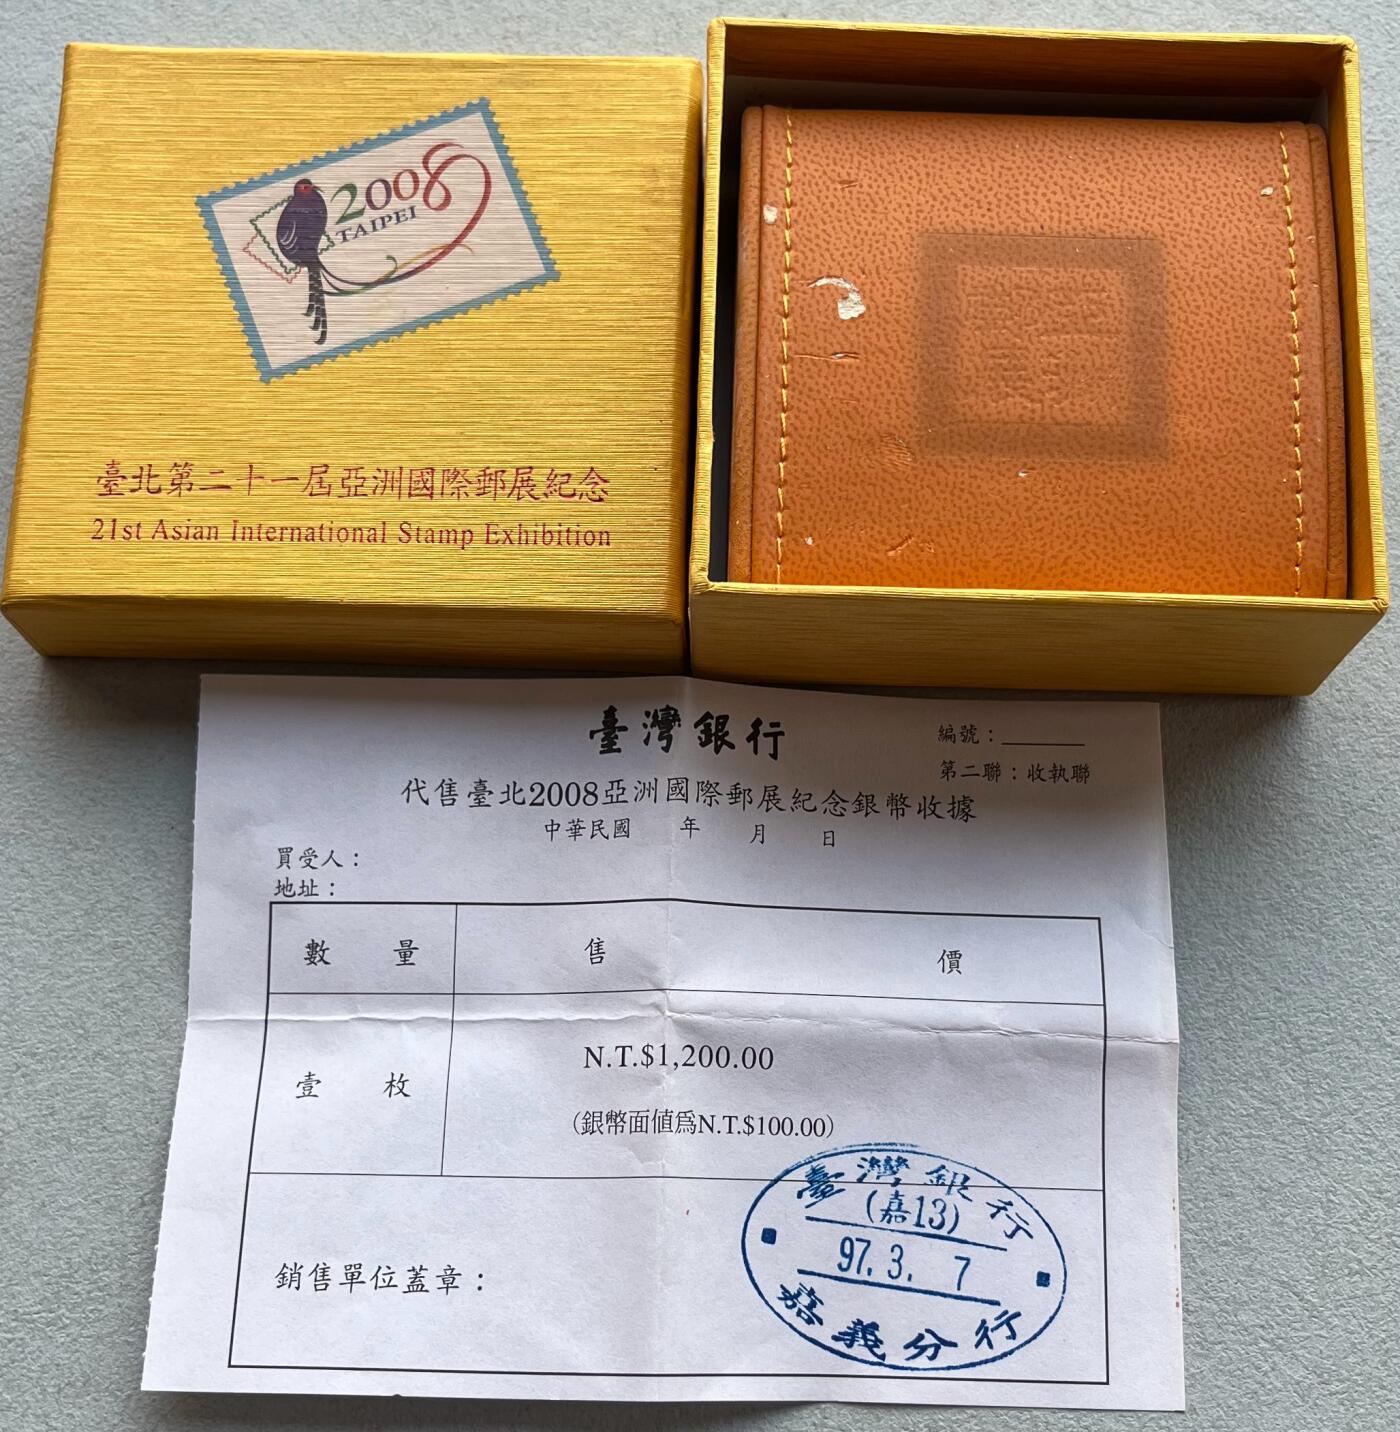 2008
TAIPEI
臺北第二十一屆亞洲國際郵展紀念
21st Asian International Stamp Exhibition
臺灣銀行
編號：
第二聯：收執聯
代售臺北2008亞洲國際郵展紀念銀幣收據
中華民國 年 月 日
買受人：
地址：
數量 售價
壹枚 N.T.$1,200.00
（銀幣面值爲N.T.$100.00）
銷售單位蓋章：
臺灣銀行
(嘉13)
97. 3. 7
嘉義分行